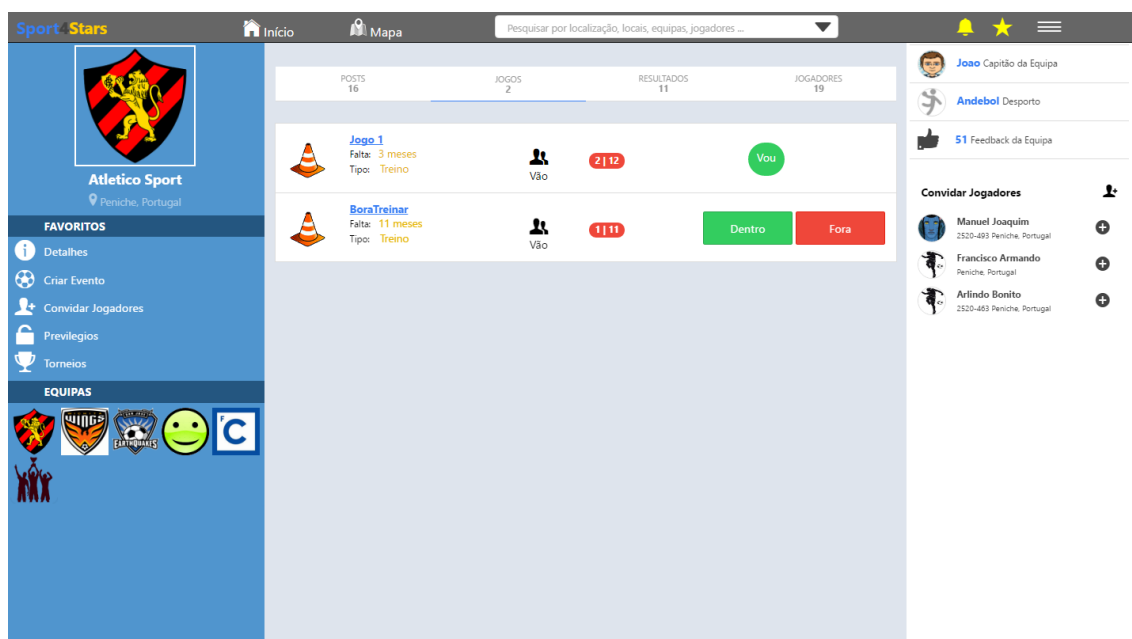 Sport4Stars
Início
Mapa
Pesquisar por localização, locais, equipas, jogadores ...
Atletico Sport
Peniche, Portugal
FAVORITOS
Detalhes
Criar Evento
Convidar Jogadores
Previlegios
Torneios
EQUIPAS
WINGS
EARTHQUAKES
FC
POSTS
16
JOGOS
2
RESULTADOS
11
JOGADORES
19
Jogo 1
Falta: 3 meses
Tipo: Treino
Vão
2 | 12
Vou
BoraTreinar
Falta: 11 meses
Tipo: Treino
Vão
1 | 11
Dentro
Fora
Joao Capitão da Equipa
Andebol Desporto
51 Feedback da Equipa
Convidar Jogadores
Manuel Joaquim
2520-493 Peniche, Portugal
Francisco Armando
Peniche, Portugal
Arlindo Bonito
2520-463 Peniche, Portugal